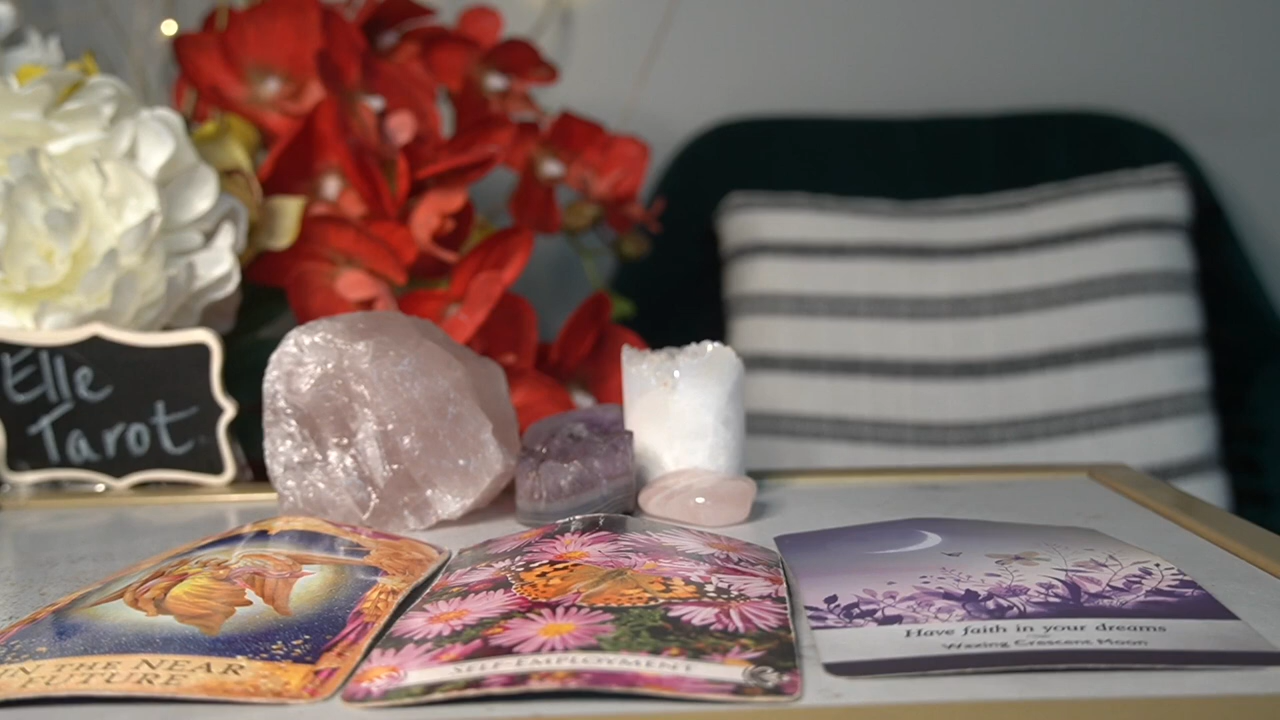 Elle
Tarot
IN THE NEAR
FUTURE
SELF-EMPLOYMENT
Have faith in your dreams
Waxing Crescent Moon